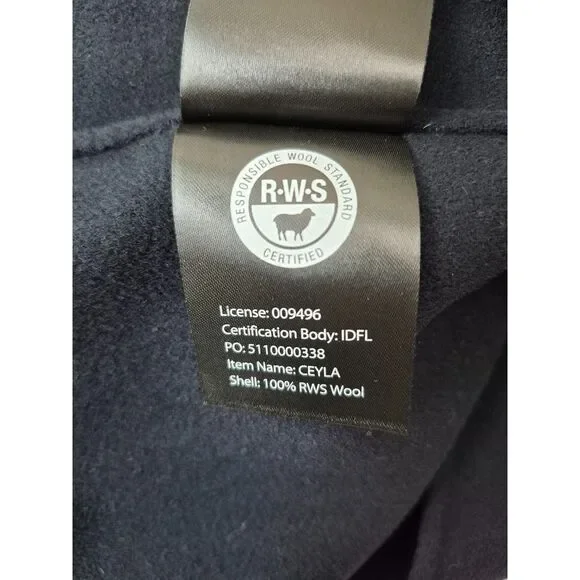 RESPONSIBLE WOOL STANDARD
R·W·S
CERTIFIED
License: 009496
Certification Body: IDFL
PO: 5110000338
Item Name: CEYLA
Shell: 100% RWS Wool